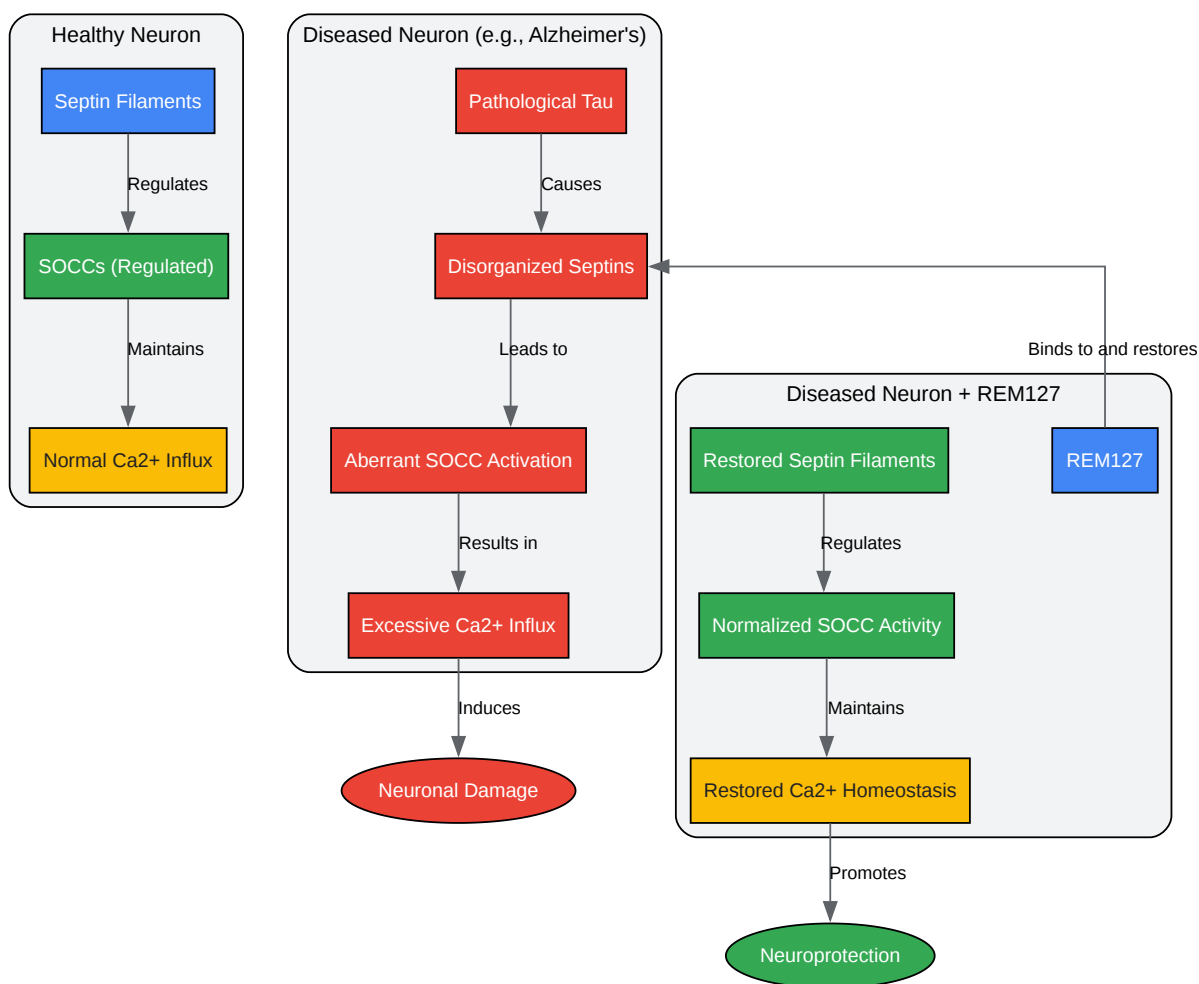 Healthy Neuron
Septin Filaments
Regulates
SOCCs (Regulated)
Maintains
Normal Ca2+ Influx
Diseased Neuron (e.g., Alzheimer's)
Pathological Tau
Causes
Disorganized Septins
Leads to
Aberrant SOCC Activation
Results in
Excessive Ca2+ Influx
Induces
Neuronal Damage
Binds to and restores
Diseased Neuron + REM127
Restored Septin Filaments
REM127
Regulates
Normalized SOCC Activity
Maintains
Restored Ca2+ Homeostasis
Promotes
Neuroprotection